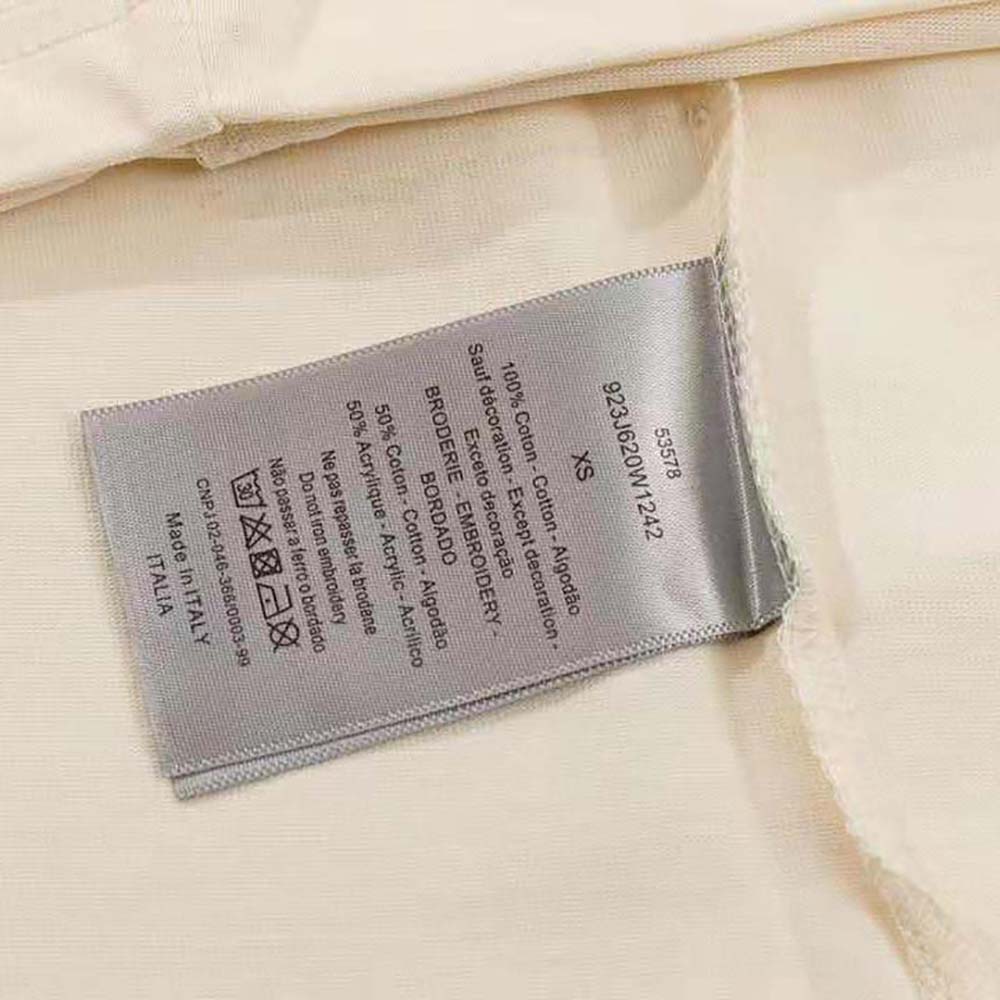 53578
923J620W1242
XS
100% Coton - Cotton - Algodão
Sauf décoration - Except decoration -
Exceto decoração
BRODERIE - EMBROIDERY -
BORDADO
50% Coton - Cotton - Algodão
50% Acrylique - Acrylic - Acrílico
Ne pas repasser la broderie
Do not iron embroidery
Não passar a ferro o bordado
30
CNP102-046-366/0003-99
Made In ITALY
ITALIA